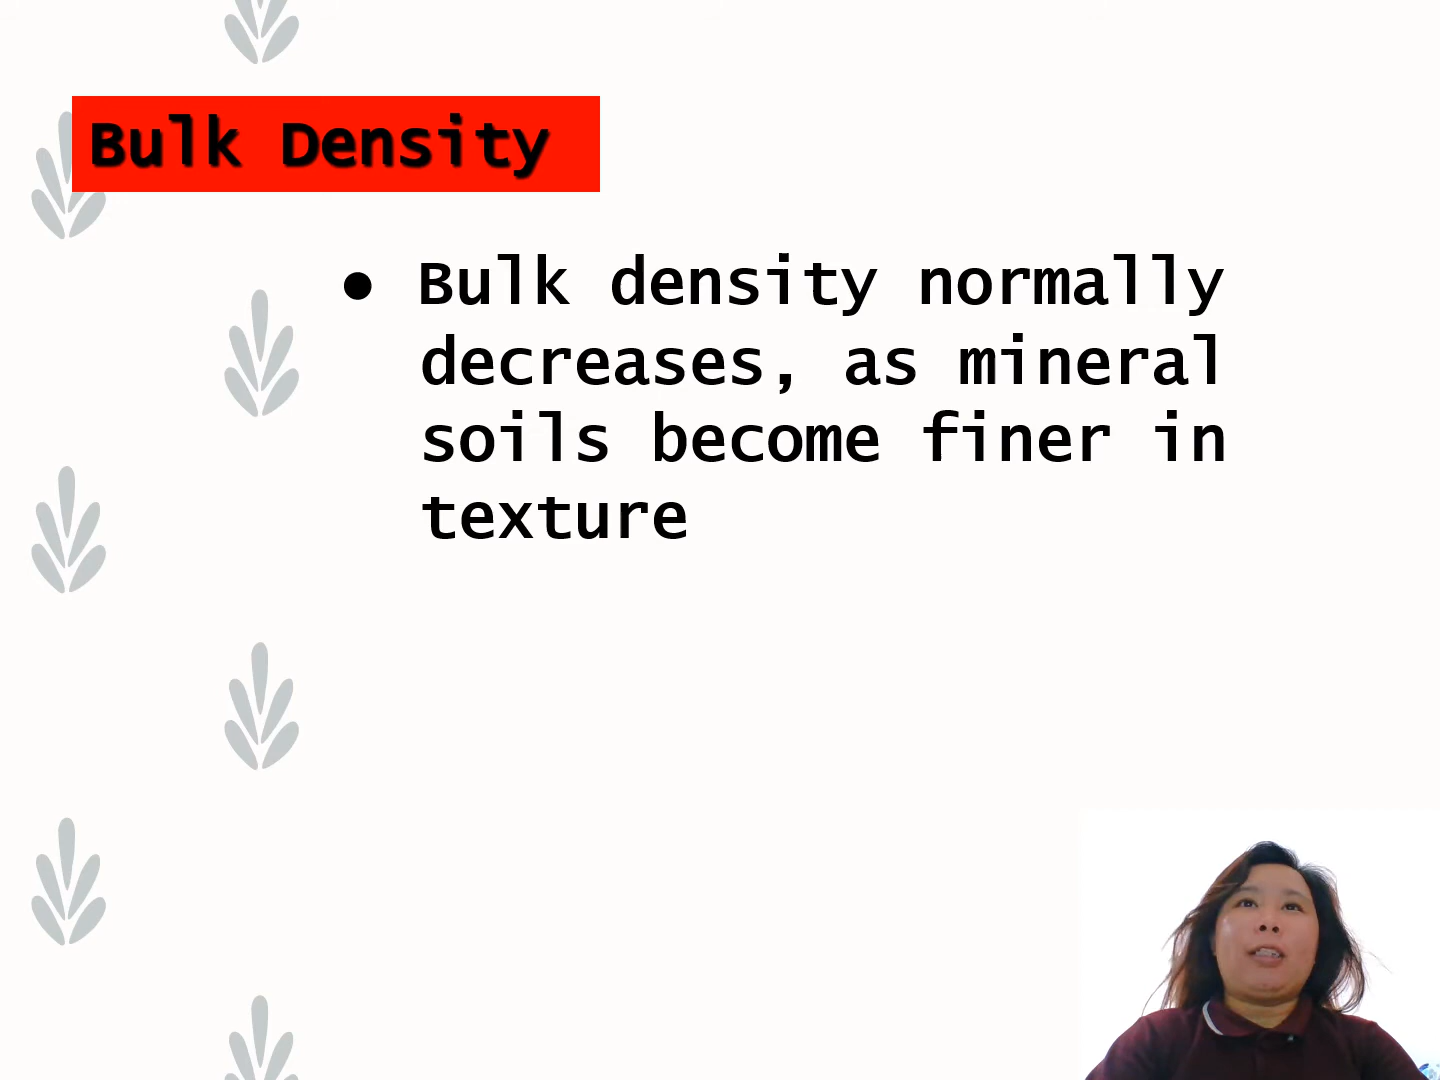 Bulk Density
● Bulk density normally
decreases, as mineral
soils become finer in
texture